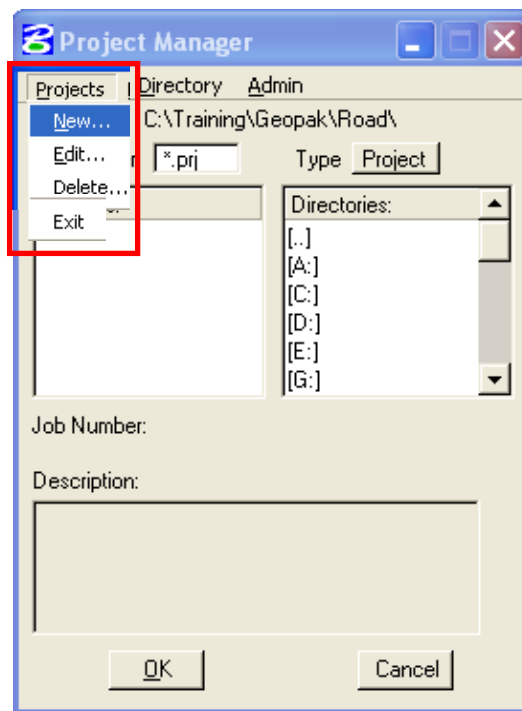 Project Manager
Projects Directory Admin
New... C:\Training\Geopak\Road\
Edit... *.prj Type Project
Delete...
Directories:
Exit
[..]
[A:]
[C:]
[D:]
[E:]
[G:]
Job Number:
Description:
OK Cancel